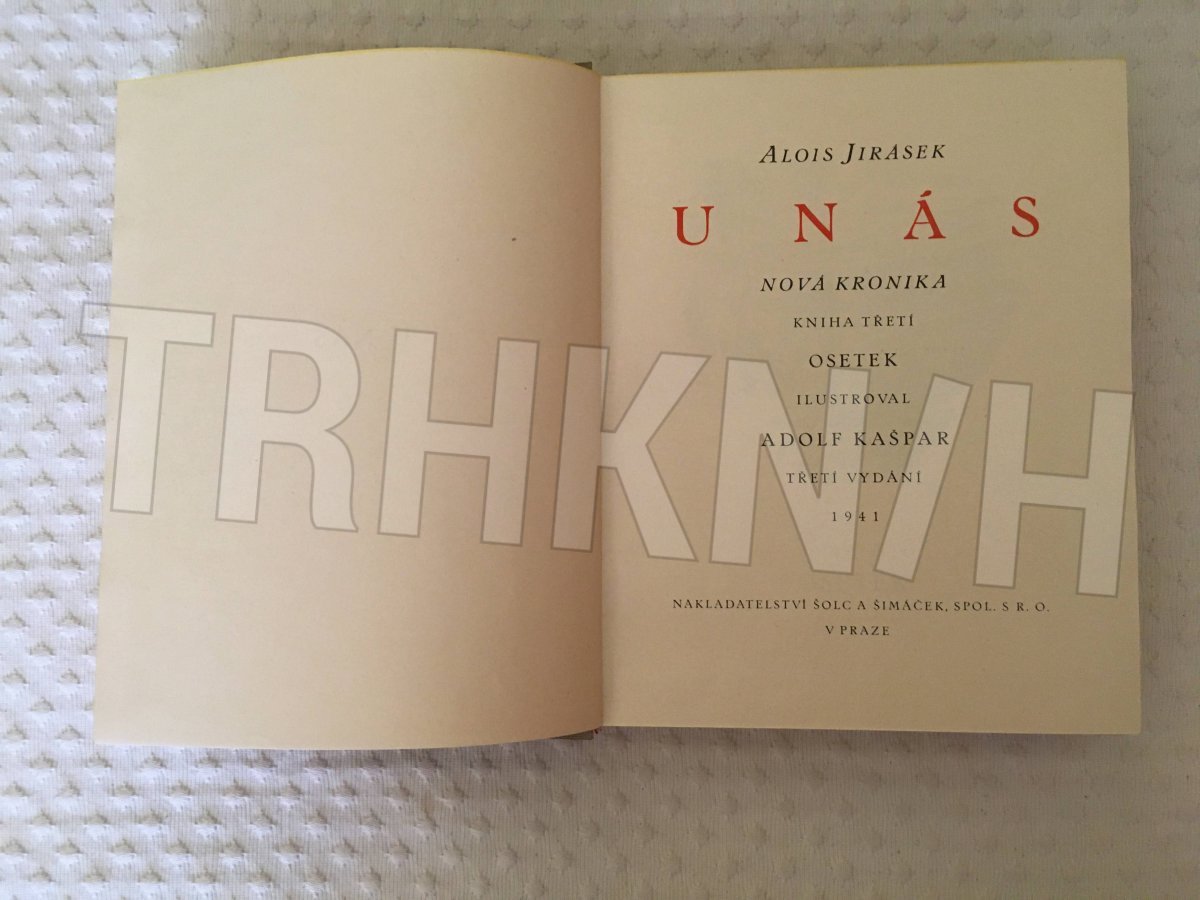 ALOIS JIRÁSEK
U NÁS
NOVÁ KRONIKA
KNIHA TŘETÍ
OSETEK
ILUSTROVAL
ADOLF KAŠPAR
TŘETÍ VYDÁNÍ
1941
NAKLADATELSTVÍ ŠOLC A ŠIMÁČEK, SPOL. S R. O.
V PRAZE
TRHKNIH